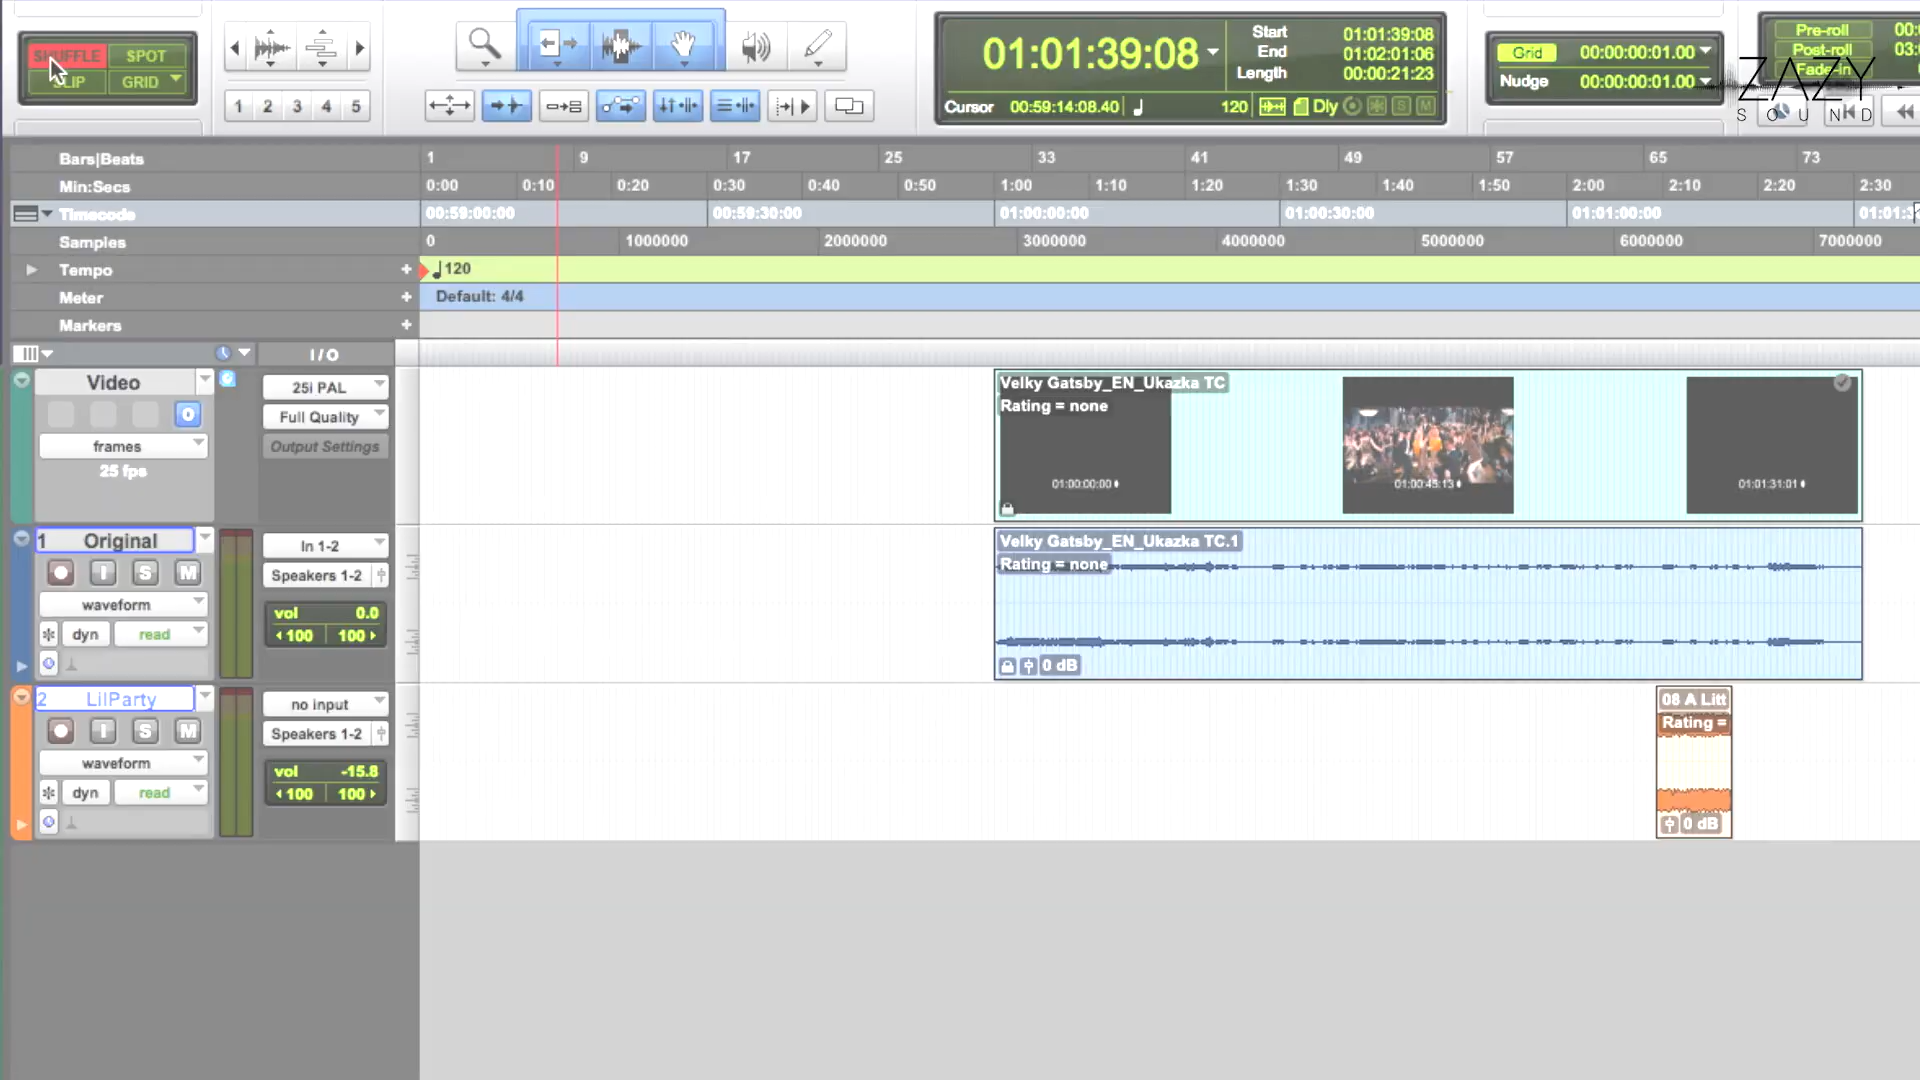 SHUFFLE SPOT
SLIP GRID
1 2 3 4 5
01:01:39:08
Start 01:01:39:08
End 01:02:01:06
Length 00:00:21:23
Cursor 00:59:14:08.40 120 Dly S M
Grid 00:00:00:01.00
Nudge 00:00:00:01.00
Pre-roll 00:
Post-roll 03:
Fade-in
ZAZY
SOUND
Bars|Beats 1 9 17 25 33 41 49 57 65 73
Min:Secs 0:00 0:10 0:20 0:30 0:40 0:50 1:00 1:10 1:20 1:30 1:40 1:50 2:00 2:10 2:20 2:30
Timecode 00:59:00:00 00:59:30:00 01:00:00:00 01:00:30:00 01:01:00:00 01:01:3
Samples 0 1000000 2000000 3000000 4000000 5000000 6000000 7000000
Tempo + 120
Meter + Default: 4/4
Markers +
I/O
Video
frames
25 fps
25i PAL
Full Quality
Output Settings
Velky Gatsby_EN_Ukazka TC
Rating = none
01:00:00:00
01:00:45:13
01:01:31:01
1 Original
I S M
waveform
dyn read
In 1-2
Speakers 1-2
vol 0.0
100 100
Velky Gatsby_EN_Ukazka TC.1
Rating = none
0 dB
2 LilParty
I S M
waveform
dyn read
no input
Speakers 1-2
vol -15.8
100 100
08 A Litt
Rating =
0 dB